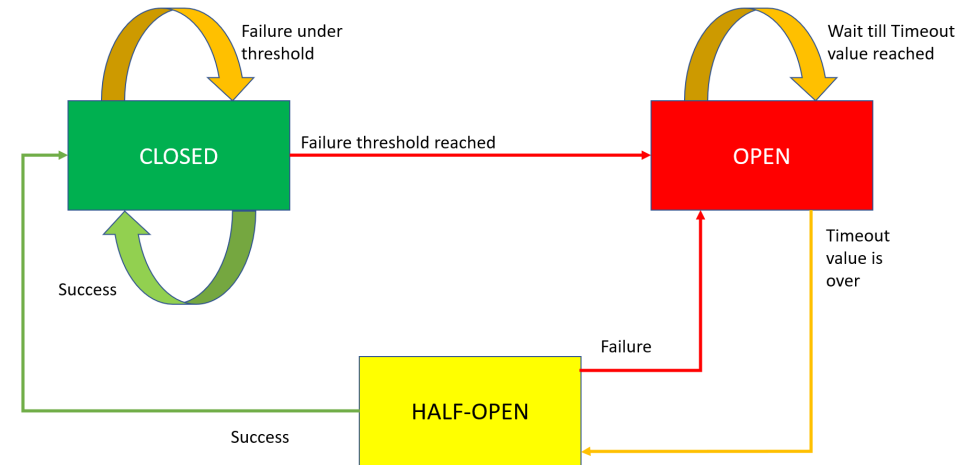 Failure under
threshold
Wait till Timeout
value reached
CLOSED
Failure threshold reached
OPEN
Timeout
value is
over
Success
Failure
HALF-OPEN
Success